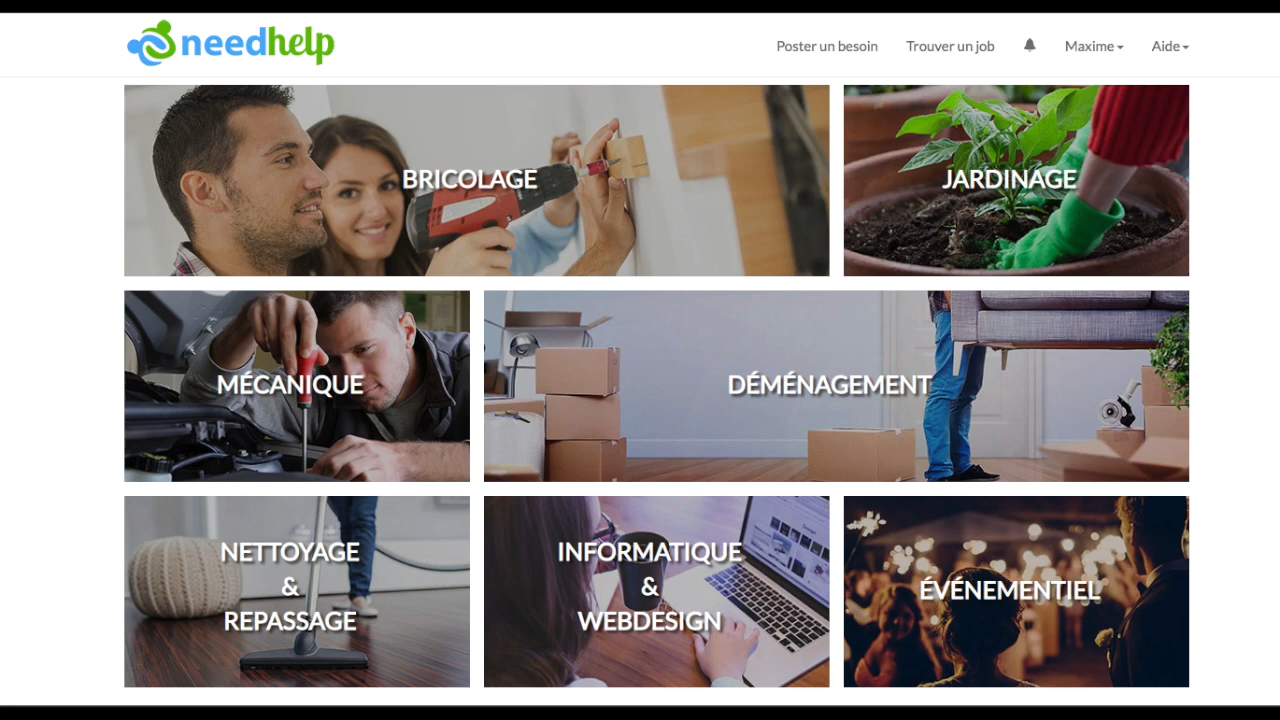 needhelp
Poster un besoin
Trouver un job
Maxime
Aide
BRICOLAGE
JARDINAGE
MÉCANIQUE
DÉMÉNAGEMENT
NETTOYAGE
&
REPASSAGE
INFORMATIQUE
&
WEBDESIGN
ÉVÉNEMENTIEL